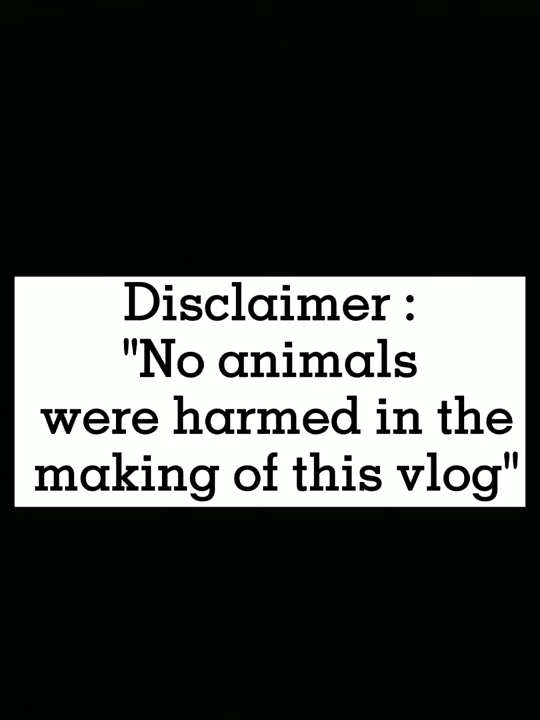 Disclaimer :
"No animals
were harmed in the
making of this vlog"